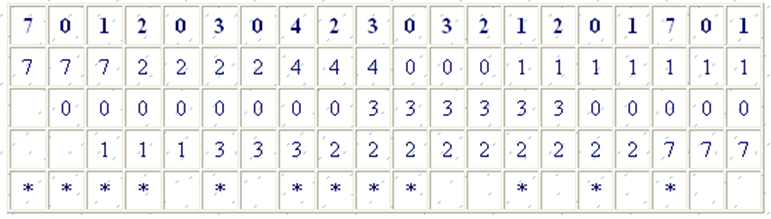 7 0 1 2 0 3 0 4 2 3 0 3 2 1 2 0 1 7 0 1
7 7 7 2 2 2 2 4 4 4 0 0 0 1 1 1 1 1 1 1
0 0 0 0 0 0 0 0 3 3 3 3 3 3 0 0 0 0 0
1 1 1 3 3 3 2 2 2 2 2 2 2 2 2 7 7 7
* * * * * * * * * * * *